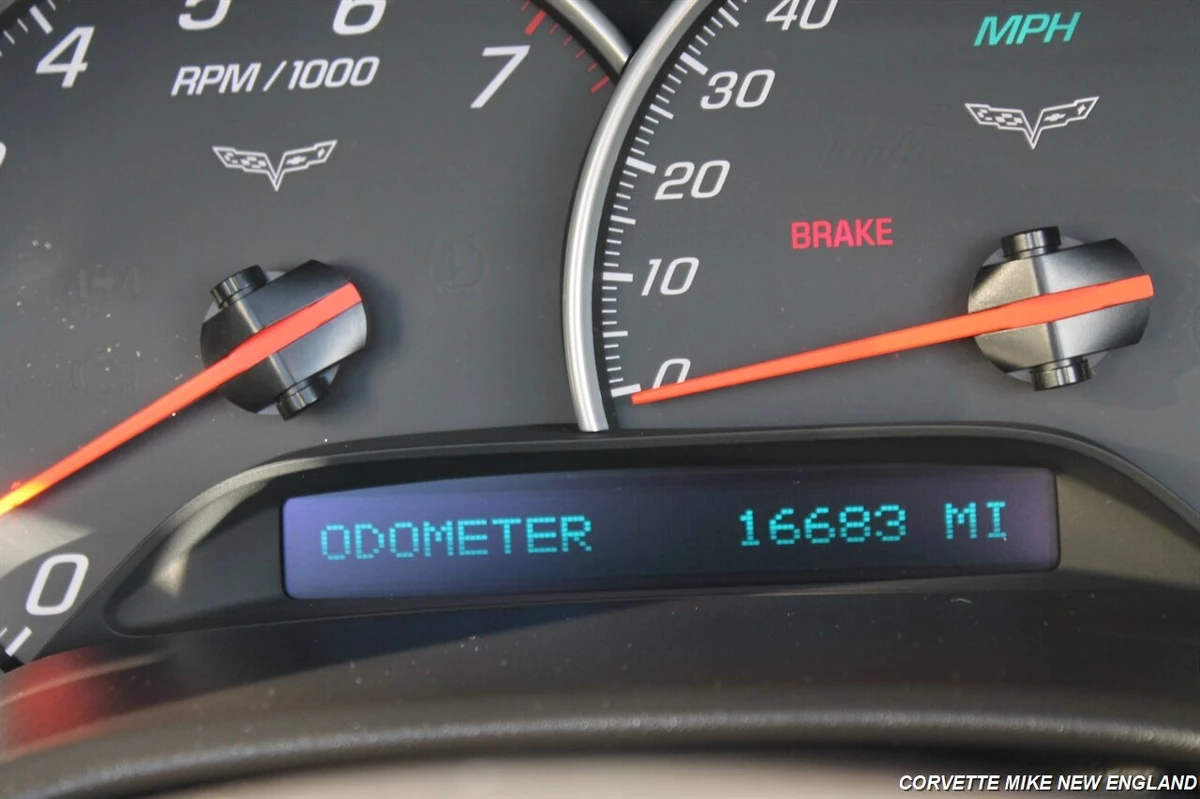 4 5 6 7
RPM/1000
0
0 10 20 30 40
MPH
BRAKE
ODOMETER 16683 MI
CORVETTE MIKE NEW ENGLAND